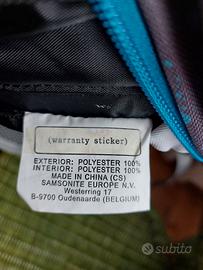 (warranty sticker)
EXTERIOR: POLYESTER 100%
INTERIOR: POLYESTER 100%
MADE IN CHINA (CS)
SAMSONITE EUROPE N.V.
Westerring 17
B-9700 Oudenaarde (BELGIUM)
subito